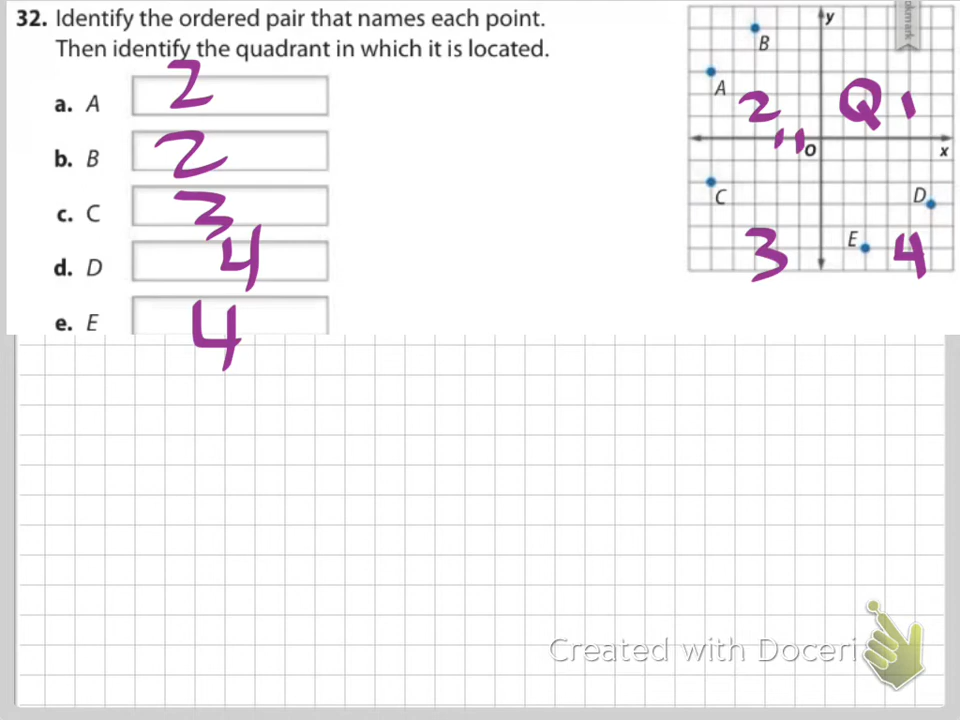 32. Identify the ordered pair that names each point.
Then identify the quadrant in which it is located.
a. A 2
b. B 2
c. C 3
d. D 4
e. E 4
y
B
A
2
Q 1
O
x
C
D
E
3
4
Created with Doceri